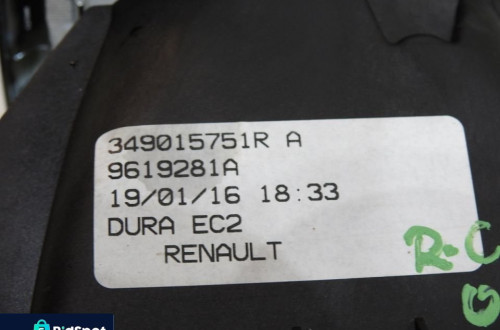 349015751R A
9619281A
19/01/16 18:33
DURA EC2
RENAULT
R-C
BidSpot